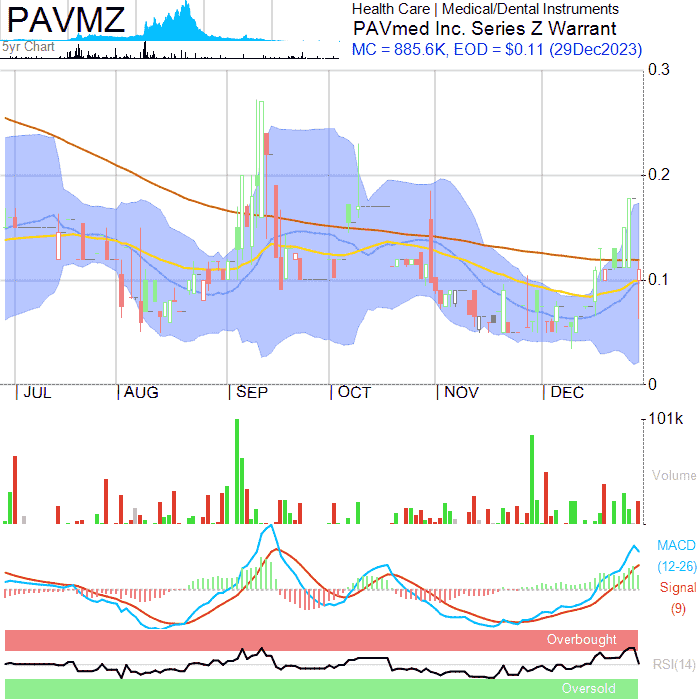 PAVMZ
5yr Chart
Health Care | Medical/Dental Instruments
PAVmed Inc. Series Z Warrant
MC = 885.6K, EOD = $0.11 (29Dec2023)
0.3
0.2
0.1
0
| JUL | AUG | SEP | OCT | NOV | DEC
101k
Volume
MACD
(12-26)
Signal
(9)
Overbought
RSI(14)
Oversold